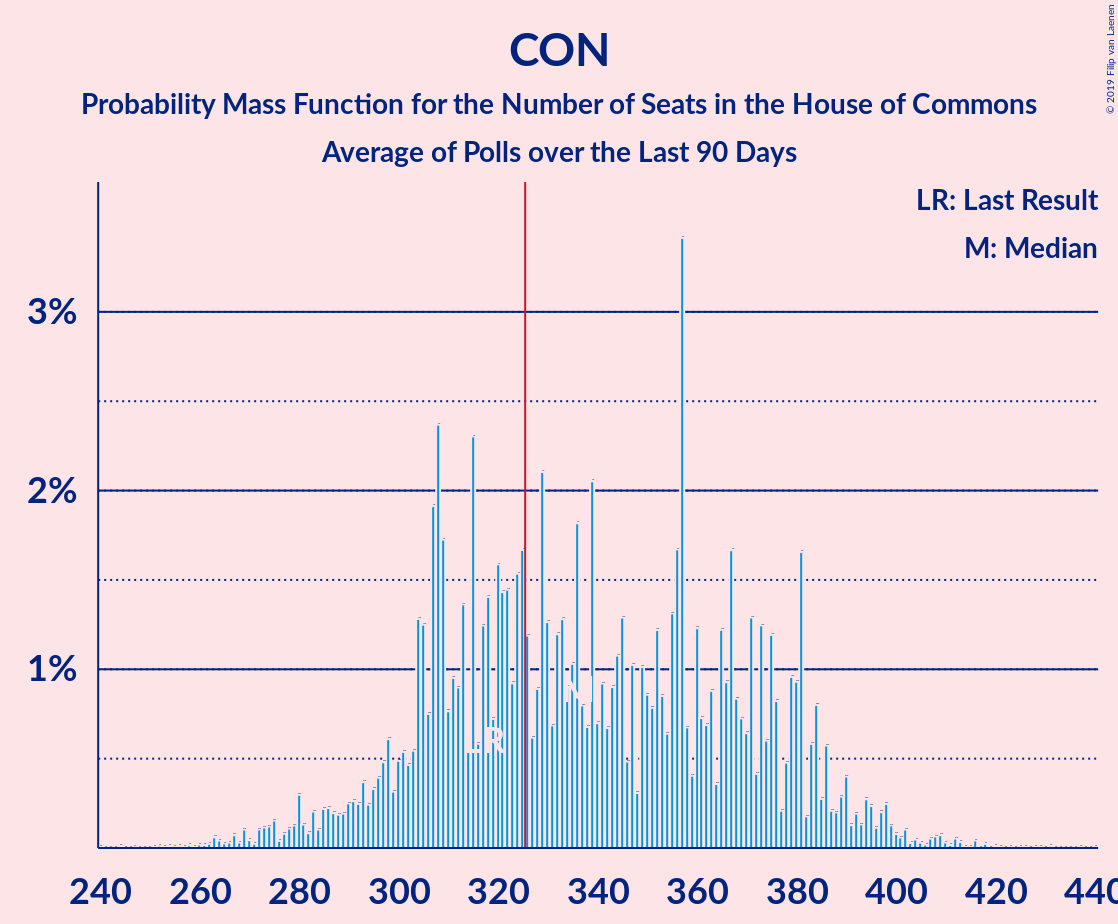 CON
Probability Mass Function for the Number of Seats in the House of Commons
Average of Polls over the Last 90 Days
© 2019 Filip van Laenen
LR: Last Result
M: Median
3%
2%
1%
LR
M
240 260 280 300 320 340 360 380 400 420 440